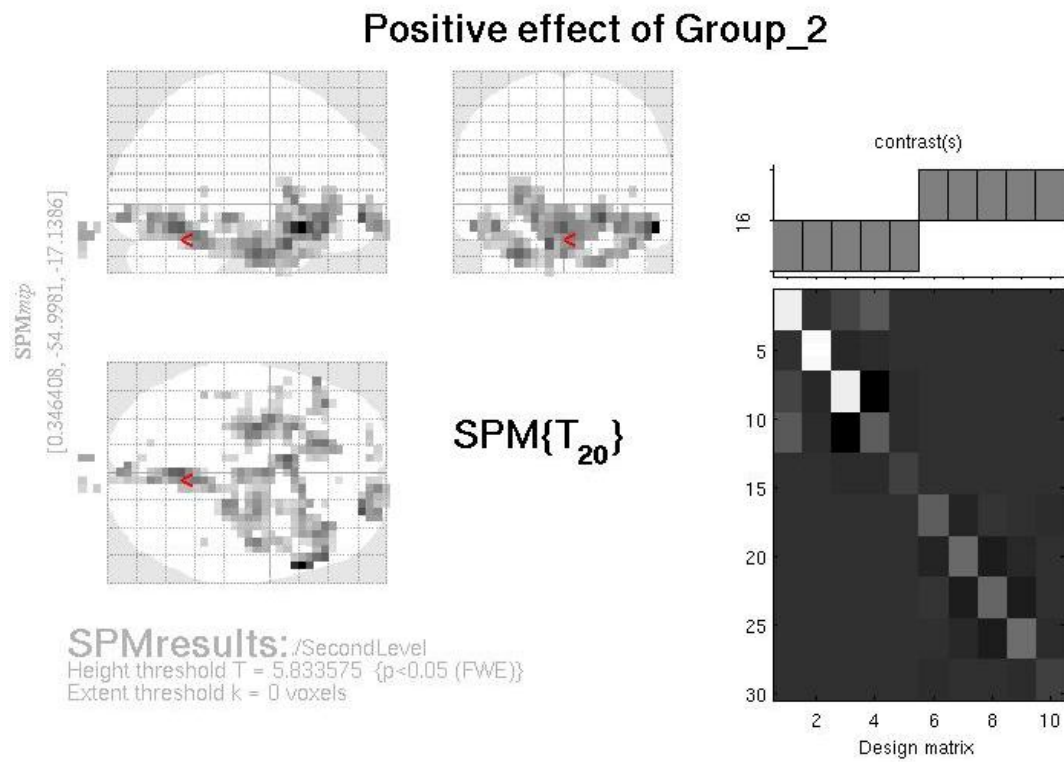 Positive effect of Group_2
SPMmip
[0.346408, -54.9981, -17.1386]
<
<
<
SPM{T20}
SPMresults: ./SecondLevel
Height threshold T = 5.833575 {p<0.05 (FWE)}
Extent threshold k = 0 voxels
contrast(s)
16
5
10
15
20
25
30
2 4 6 8 10
Design matrix